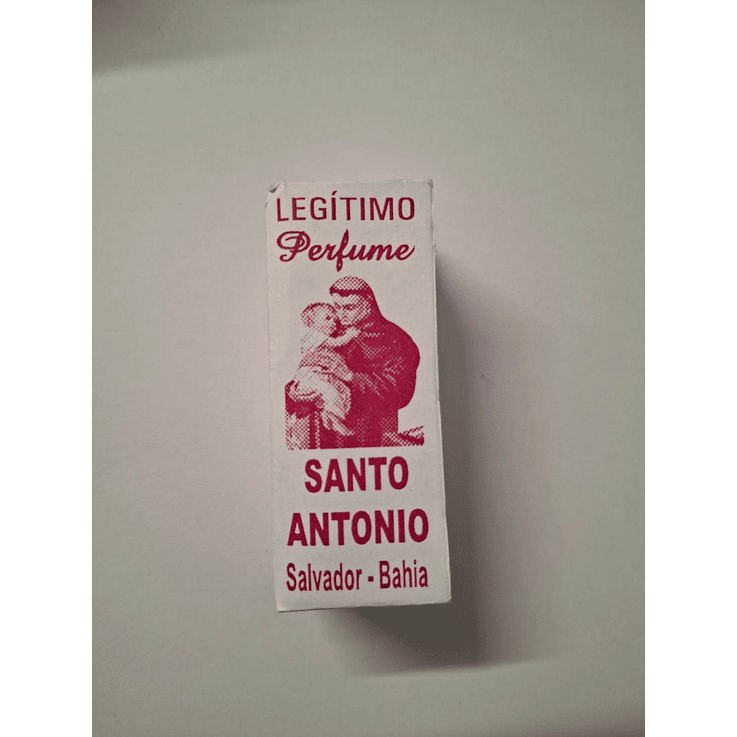 LEGÍTIMO
Perfume
SANTO
ANTONIO
Salvador - Bahia